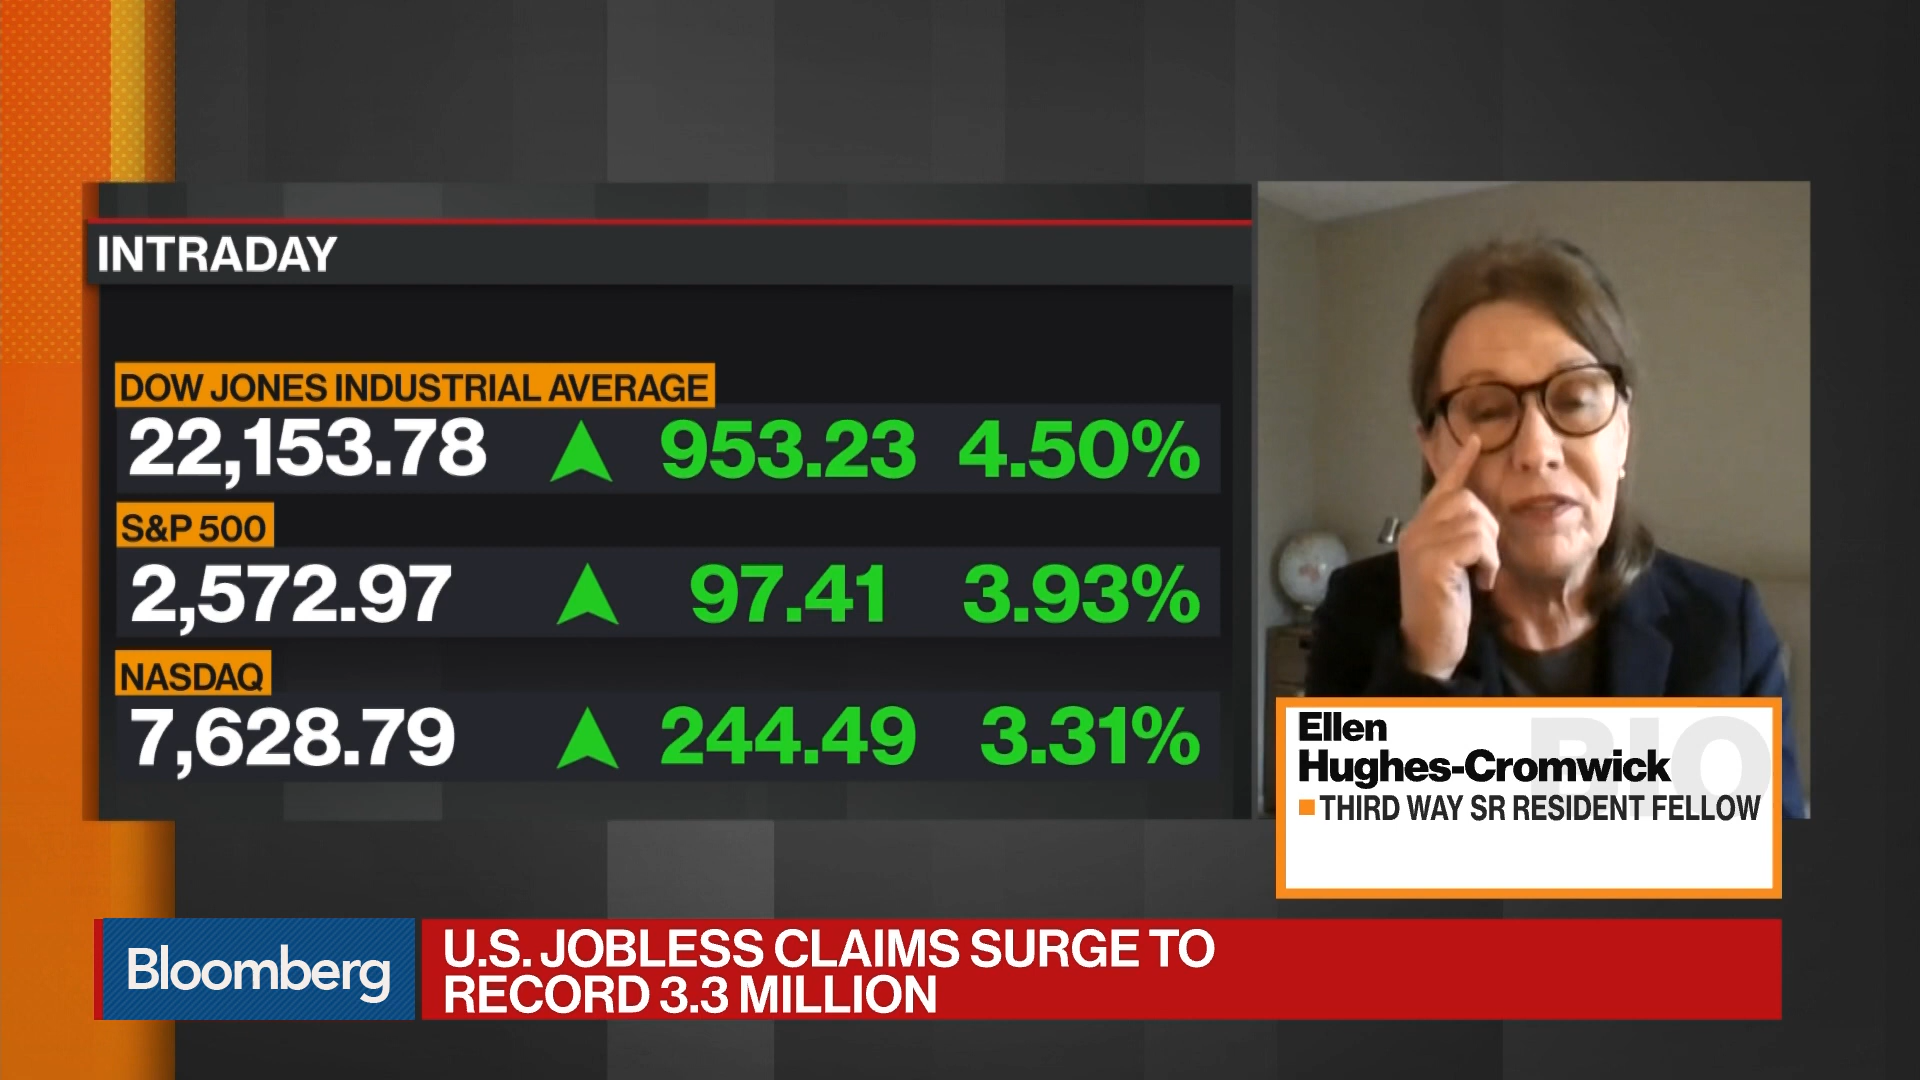 INTRADAY
DOW JONES INDUSTRIAL AVERAGE
22,153.78 ▲ 953.23 4.50%
S&P 500
2,572.97 ▲ 97.41 3.93%
NASDAQ
7,628.79 ▲ 244.49 3.31%
BIO
Ellen
Hughes-Cromwick
THIRD WAY SR RESIDENT FELLOW
Bloomberg
U.S. JOBLESS CLAIMS SURGE TO
RECORD 3.3 MILLION